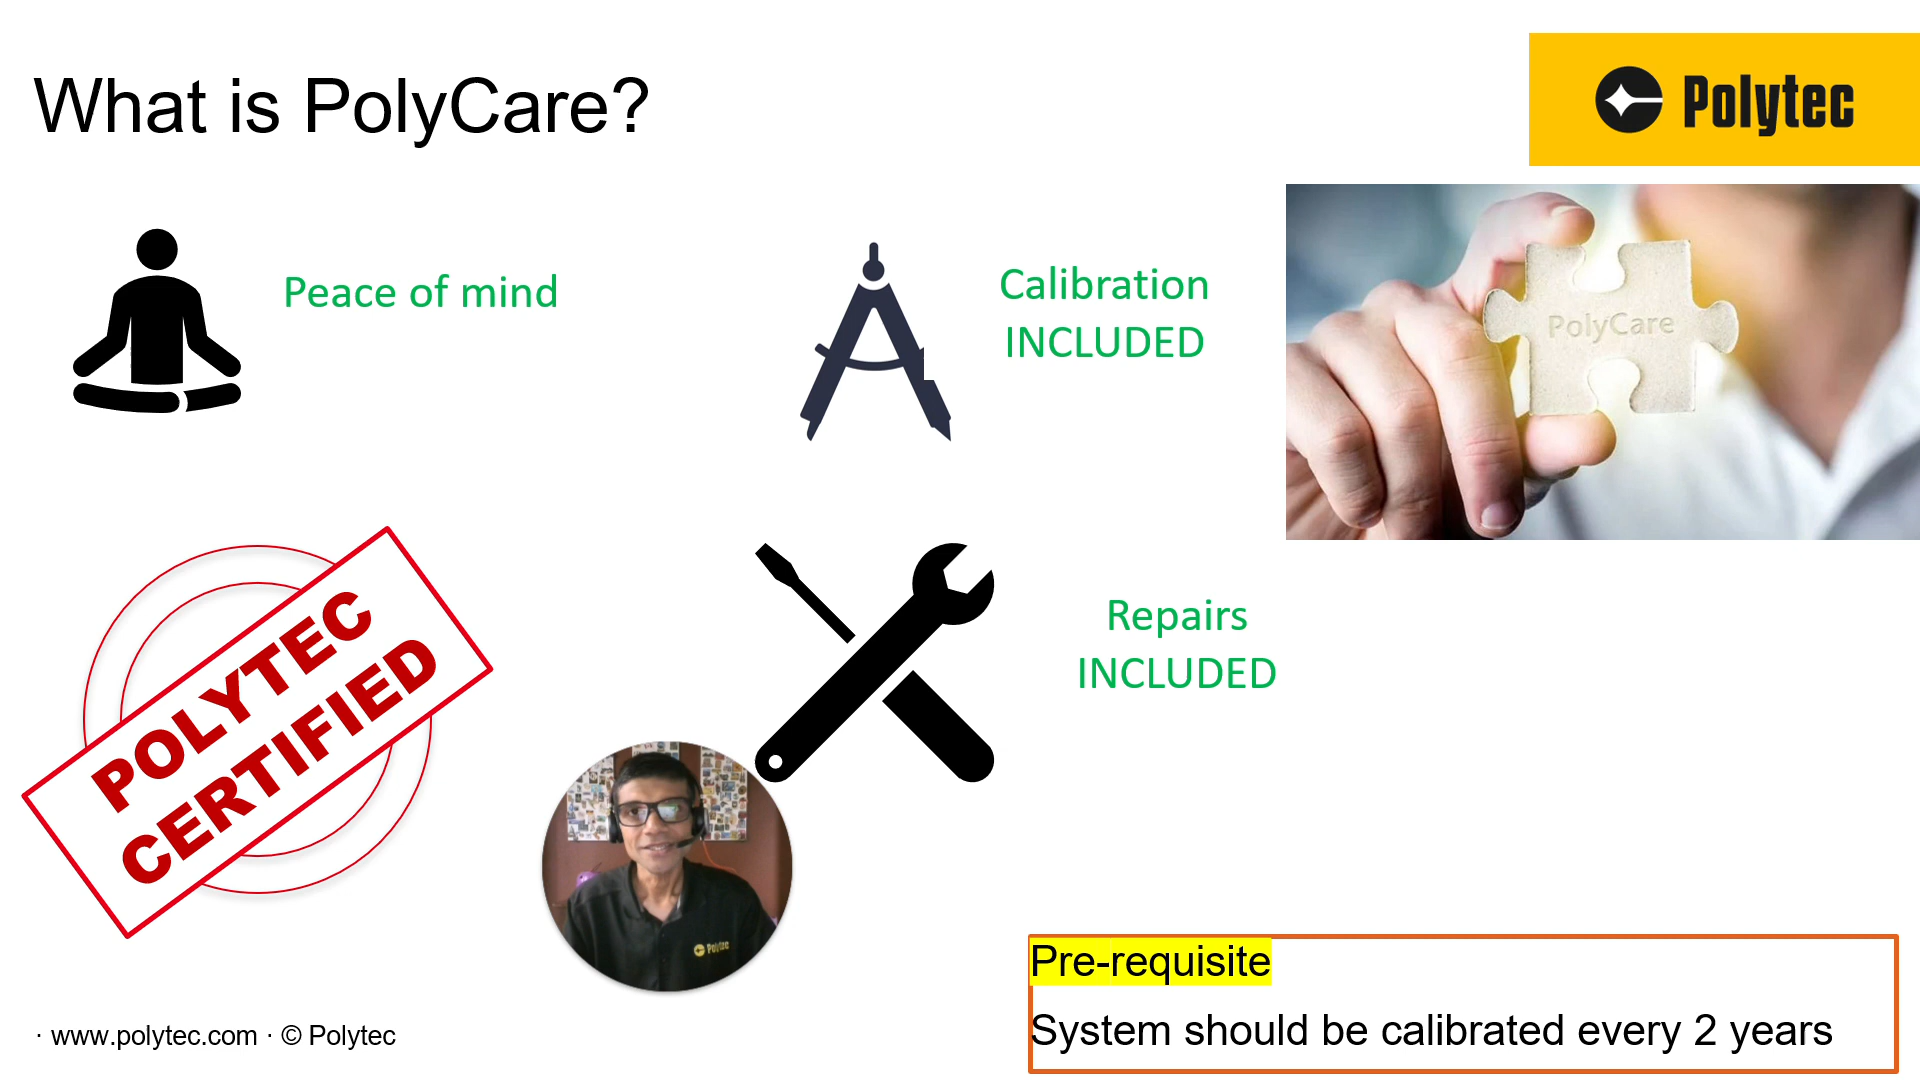 What is PolyCare?
Polytec
Peace of mind
Calibration
INCLUDED
PolyCare
POLYTEC
CERTIFIED
Repairs
INCLUDED
Polytec
Pre-requisite
System should be calibrated every 2 years
· www.polytec.com · © Polytec